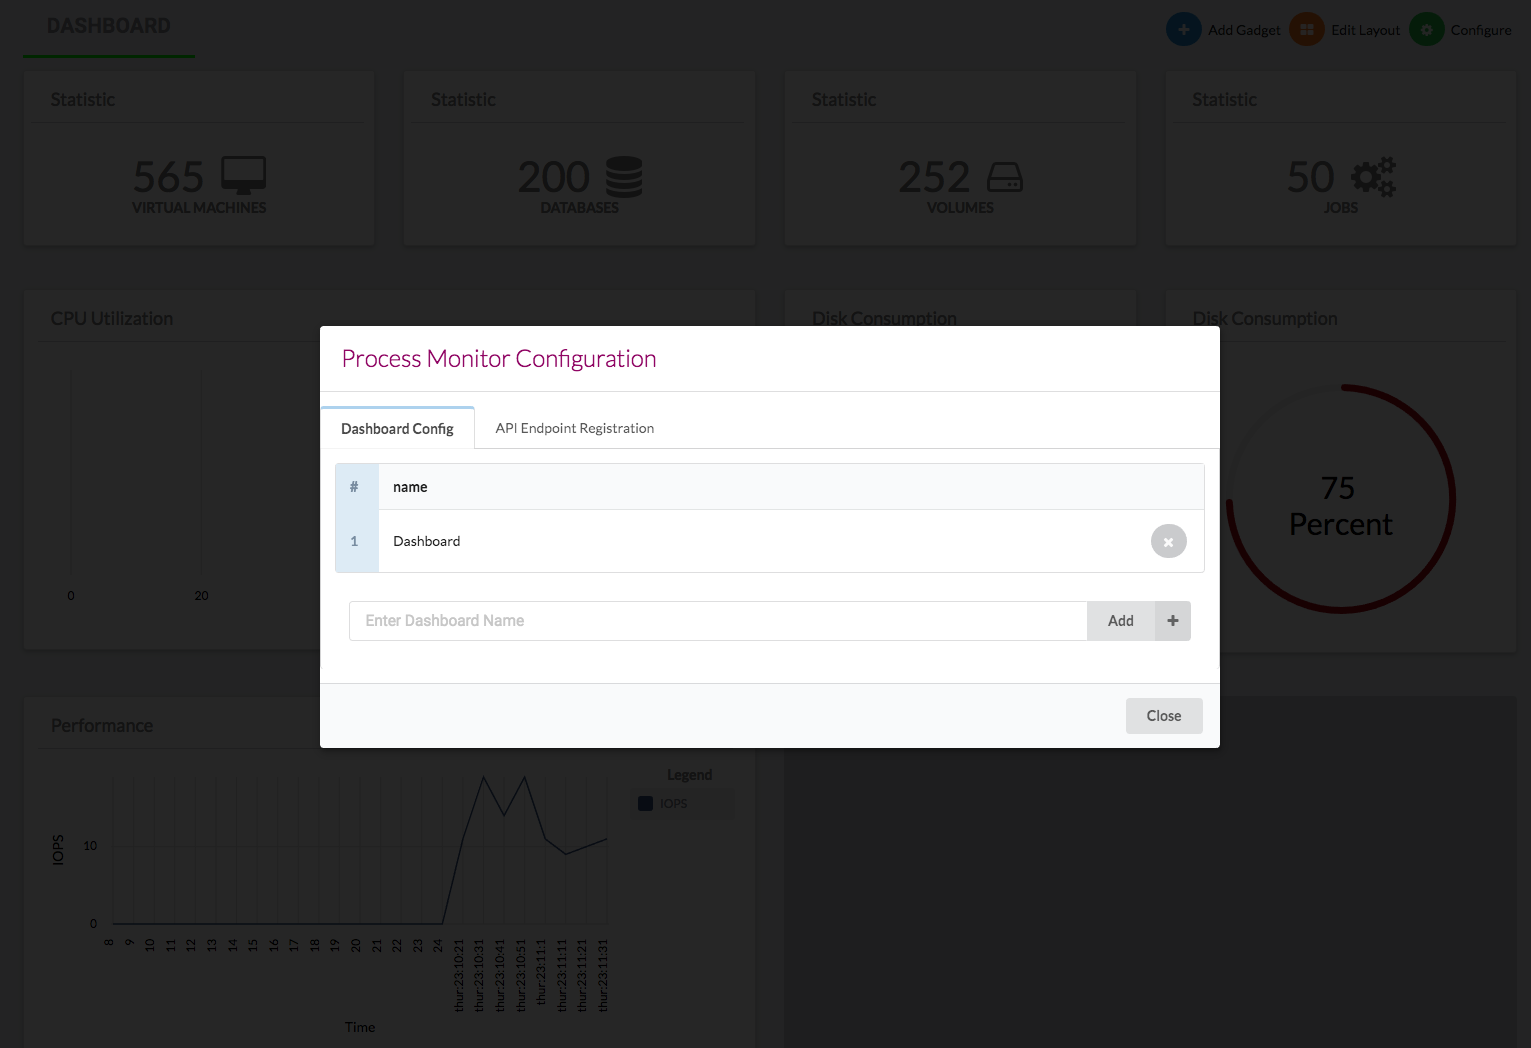 DASHBOARD
Add Gadget Edit Layout Configure
Statistic Statistic Statistic Statistic
565 200 252 50
VIRTUAL MACHINES DATABASES VOLUMES JOBS
CPU Utilization Disk Consumption Disk Consumption
Process Monitor Configuration
Dashboard Config API Endpoint Registration
# name
1 Dashboard
75
Percent
0 20
Enter Dashboard Name Add
Close
Performance
Legend
IOPS
IOPS
10
0
8 9 10 11 12 13 14 15 16 17 18 19 20 21 22 23 24 thur:23:10:21 thur:23:10:31 thur:23:10:41 thur:23:10:51 thur:23:11:1 thur:23:11:11 thur:23:11:21 thur:23:11:31
Time